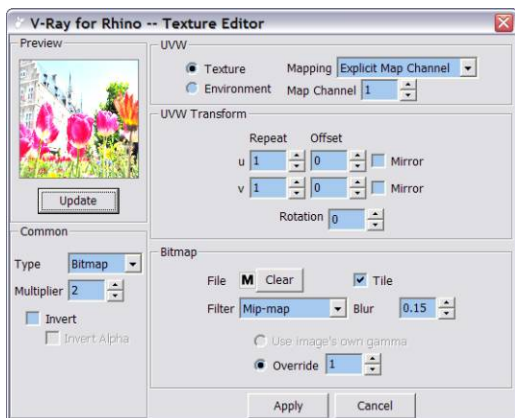 V-Ray for Rhino -- Texture Editor
Preview
Update
Common
Type Bitmap
Multiplier 2
Invert
Invert Alpha
UVW
Texture Mapping Explicit Map Channel
Environment Map Channel 1
UVW Transform
Repeat Offset
u 1 0 Mirror
v 1 0 Mirror
Rotation 0
Bitmap
File M Clear Tile
Filter Mip-map Blur 0.15
Use image's own gamma
Override 1
Apply Cancel